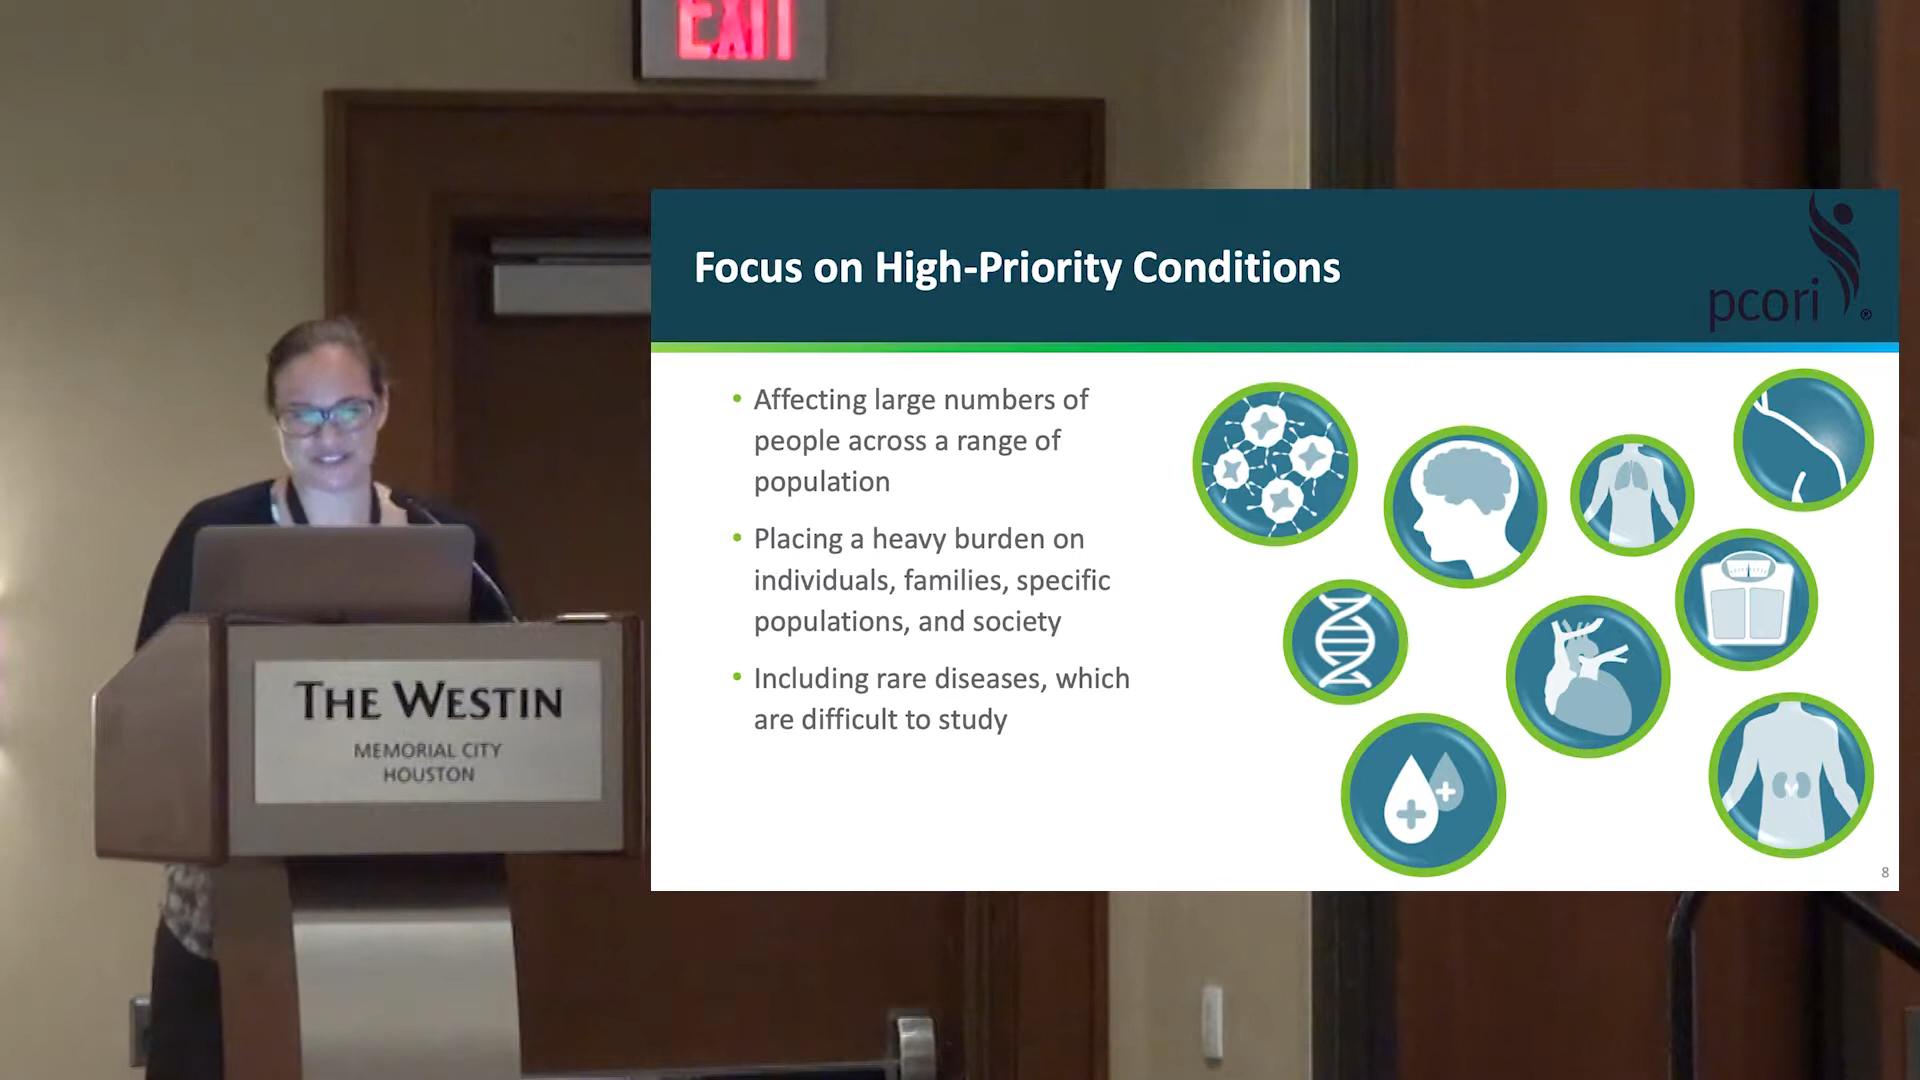 EXIT
Focus on High-Priority Conditions
pcori ®
• Affecting large numbers of
people across a range of
population
• Placing a heavy burden on
individuals, families, specific
populations, and society
• Including rare diseases, which
are difficult to study
8
THE WESTIN
MEMORIAL CITY
HOUSTON